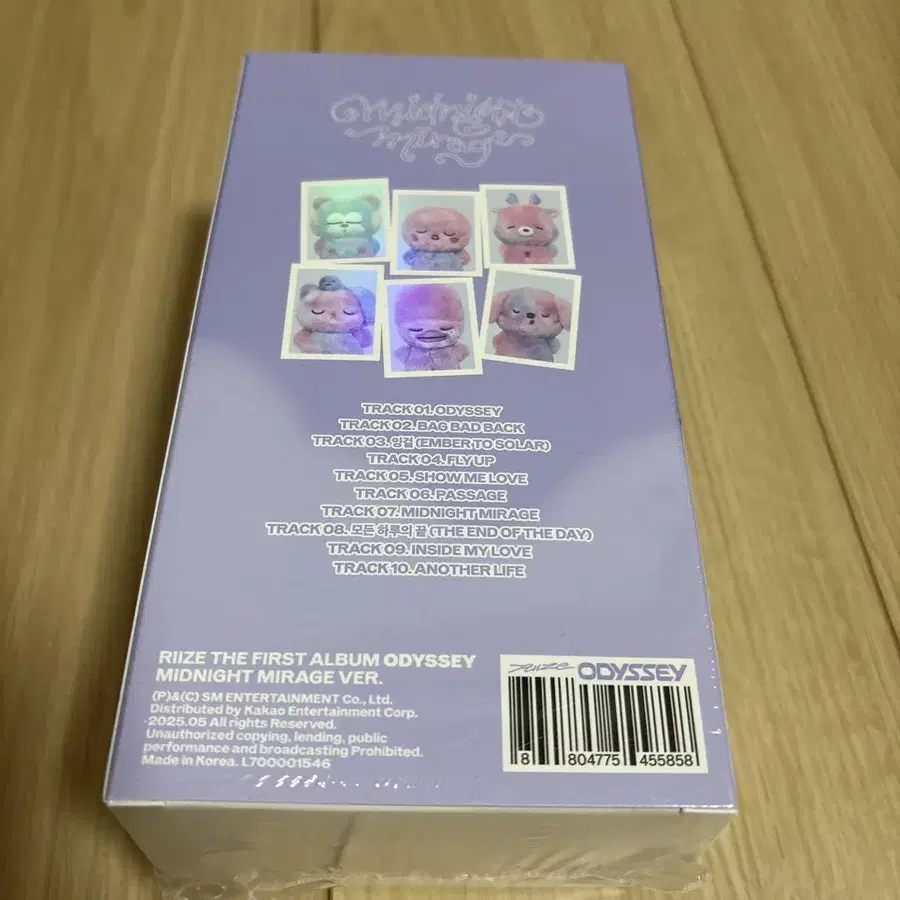 Midnight
mirage
TRACK 01. ODYSSEY
TRACK 02. BAG BAD BACK
TRACK 03. 잉걸 (EMBER TO SOLAR)
TRACK 04. FLY UP
TRACK 05. SHOW ME LOVE
TRACK 06. PASSAGE
TRACK 07. MIDNIGHT MIRAGE
TRACK 08. 모든 하루의 끝 (THE END OF THE DAY)
TRACK 09. INSIDE MY LOVE
TRACK 10. ANOTHER LIFE
RIIZE THE FIRST ALBUM ODYSSEY
MIDNIGHT MIRAGE VER.
(P)&(C) SM ENTERTAINMENT Co., Ltd.
Distributed by Kakao Entertainment Corp.
2025.05 All rights Reserved.
Unauthorized copying, lending, public
performance and broadcasting Prohibited.
Made in Korea. L700001546
RIIZE ODYSSEY
8 804775 455858